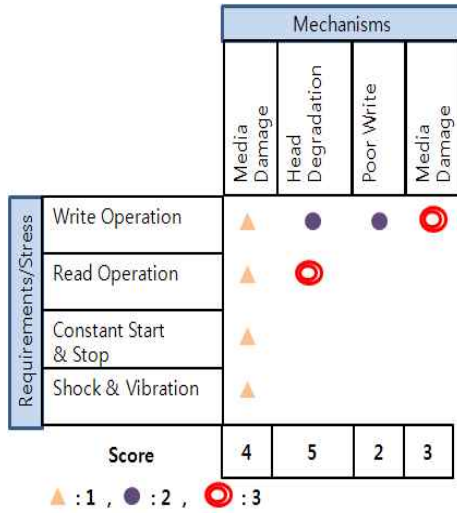 Mechanisms
Media
Damage
Head
Degradation
Poor Write
Media
Damage
Requirements/Stress
Write Operation
Read Operation
Constant Start
& Stop
Shock & Vibration
Score 4 5 2 3
: 1 , : 2 , : 3